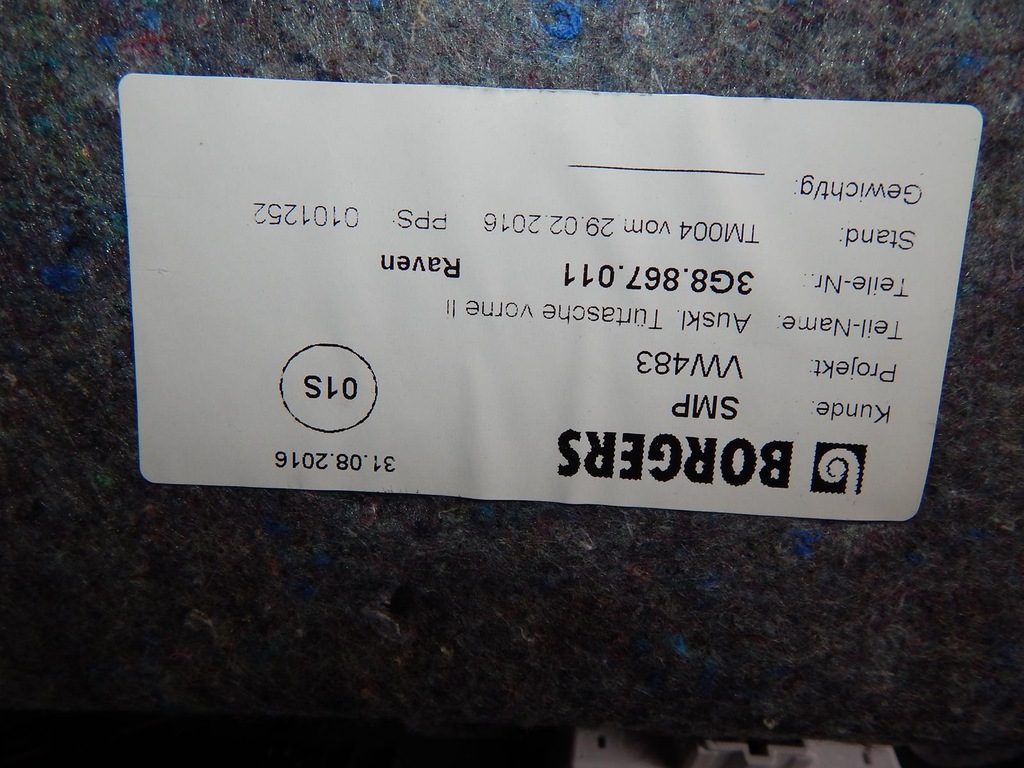 BORGERS 31.08.2016
Kunde: SMP
Projekt: VW483 01S
Teil-Name: Auskl. Türtasche vorne li
Teile-Nr.: 3G8.867.011 Raven
Stand: TM004 vom 29.02.2016 PPS: 0101252
Gewicht/g: